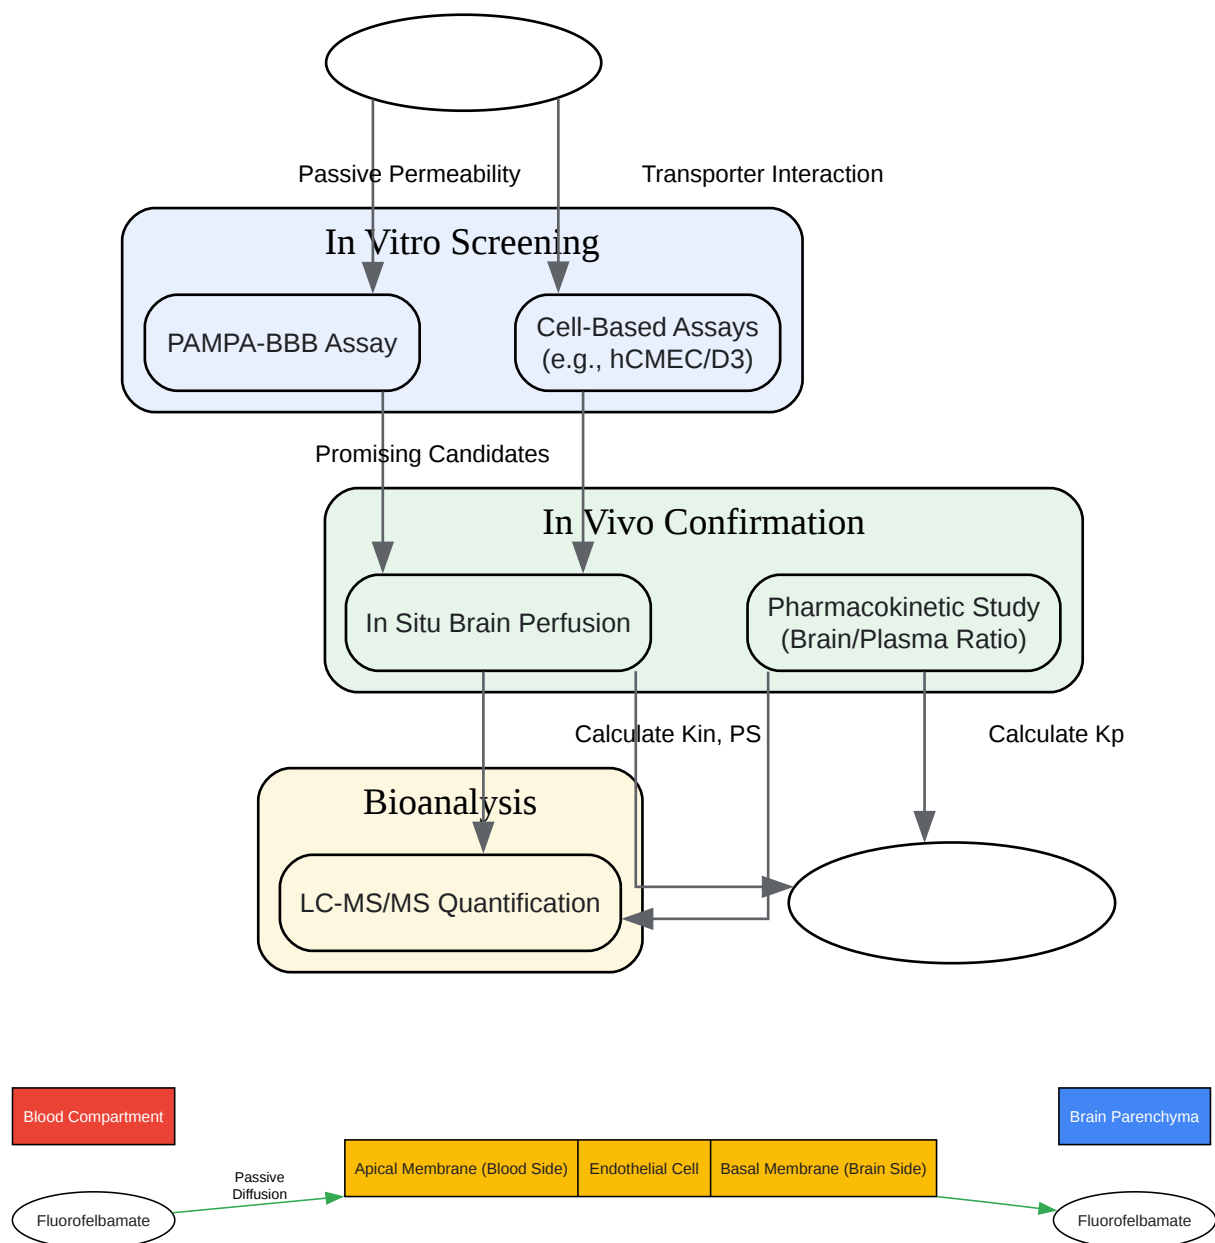 Passive Permeability
Transporter Interaction
In Vitro Screening
PAMPA-BBB Assay
Cell-Based Assays
(e.g., hCMEC/D3)
Promising Candidates
In Vivo Confirmation
In Situ Brain Perfusion
Pharmacokinetic Study
(Brain/Plasma Ratio)
Calculate Kin, PS
Calculate Kp
Bioanalysis
LC-MS/MS Quantification
Blood Compartment
Brain Parenchyma
Apical Membrane (Blood Side)
Endothelial Cell
Basal Membrane (Brain Side)
Passive
Diffusion
Fluorofelbamate
Fluorofelbamate